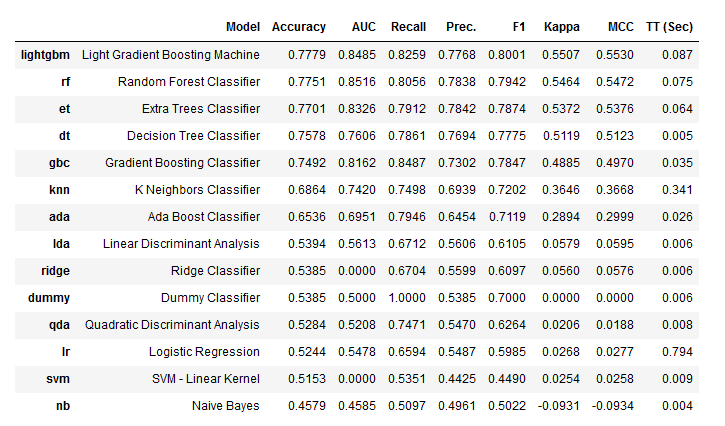 Model Accuracy AUC Recall Prec. F1 Kappa MCC TT (Sec)
lightgbm Light Gradient Boosting Machine 0.7779 0.8485 0.8259 0.7768 0.8001 0.5507 0.5530 0.087
rf Random Forest Classifier 0.7751 0.8516 0.8056 0.7838 0.7942 0.5464 0.5472 0.075
et Extra Trees Classifier 0.7701 0.8326 0.7912 0.7842 0.7874 0.5372 0.5376 0.064
dt Decision Tree Classifier 0.7578 0.7606 0.7861 0.7694 0.7775 0.5119 0.5123 0.005
gbc Gradient Boosting Classifier 0.7492 0.8162 0.8487 0.7302 0.7847 0.4885 0.4970 0.035
knn K Neighbors Classifier 0.6864 0.7420 0.7498 0.6939 0.7202 0.3646 0.3668 0.341
ada Ada Boost Classifier 0.6536 0.6951 0.7946 0.6454 0.7119 0.2894 0.2999 0.026
lda Linear Discriminant Analysis 0.5394 0.5613 0.6712 0.5606 0.6105 0.0579 0.0595 0.006
ridge Ridge Classifier 0.5385 0.0000 0.6704 0.5599 0.6097 0.0560 0.0576 0.006
dummy Dummy Classifier 0.5385 0.5000 1.0000 0.5385 0.7000 0.0000 0.0000 0.006
qda Quadratic Discriminant Analysis 0.5284 0.5208 0.7471 0.5470 0.6264 0.0206 0.0188 0.008
lr Logistic Regression 0.5244 0.5478 0.6594 0.5487 0.5985 0.0268 0.0277 0.794
svm SVM - Linear Kernel 0.5153 0.0000 0.5351 0.4425 0.4490 0.0254 0.0258 0.009
nb Naive Bayes 0.4579 0.4585 0.5097 0.4961 0.5022 -0.0931 -0.0934 0.004